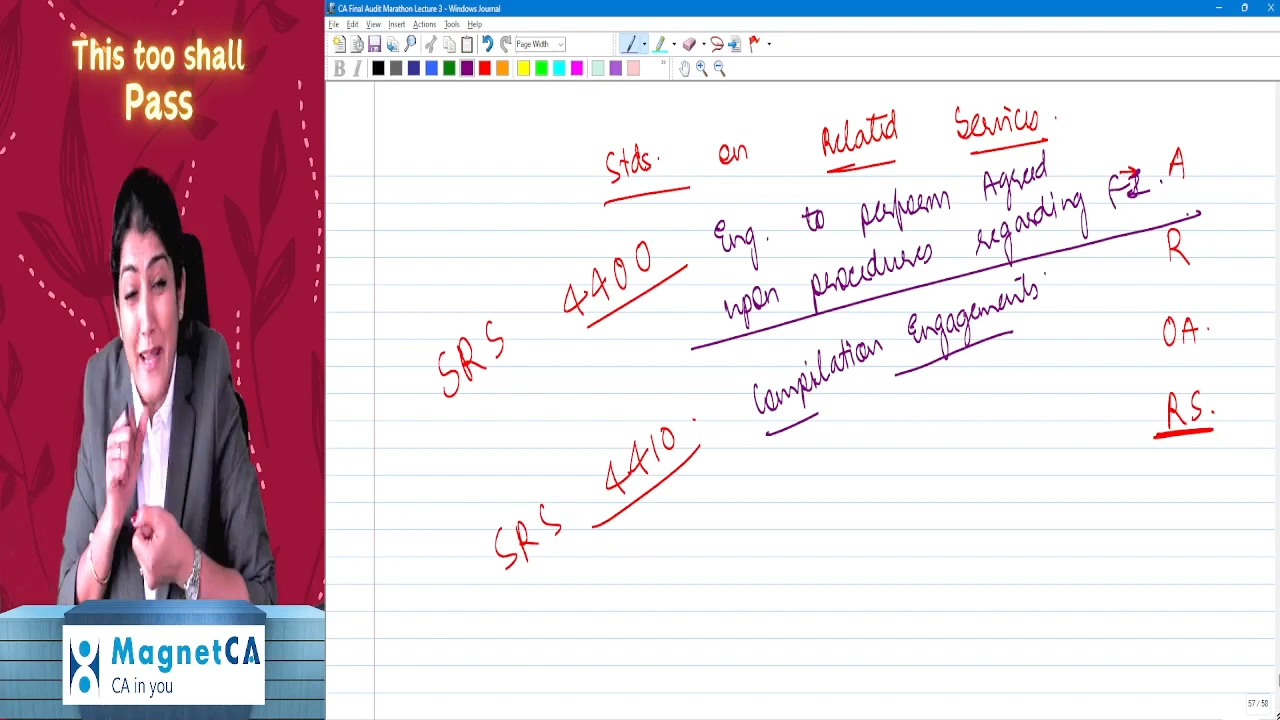 This too shall
Pass
MagnetCA
CA in you
CA Final Audit Marathon Lecture 3 - Windows Journal
File Edit View Insert Actions Tools Help
Page Width
B I
Stds. on Related Services.
SRS 4400 Eng. to perform Agreed
upon procedures regarding
SRS 4410. Compilation Engagements.
A
R
OA.
RS.
57 / 58